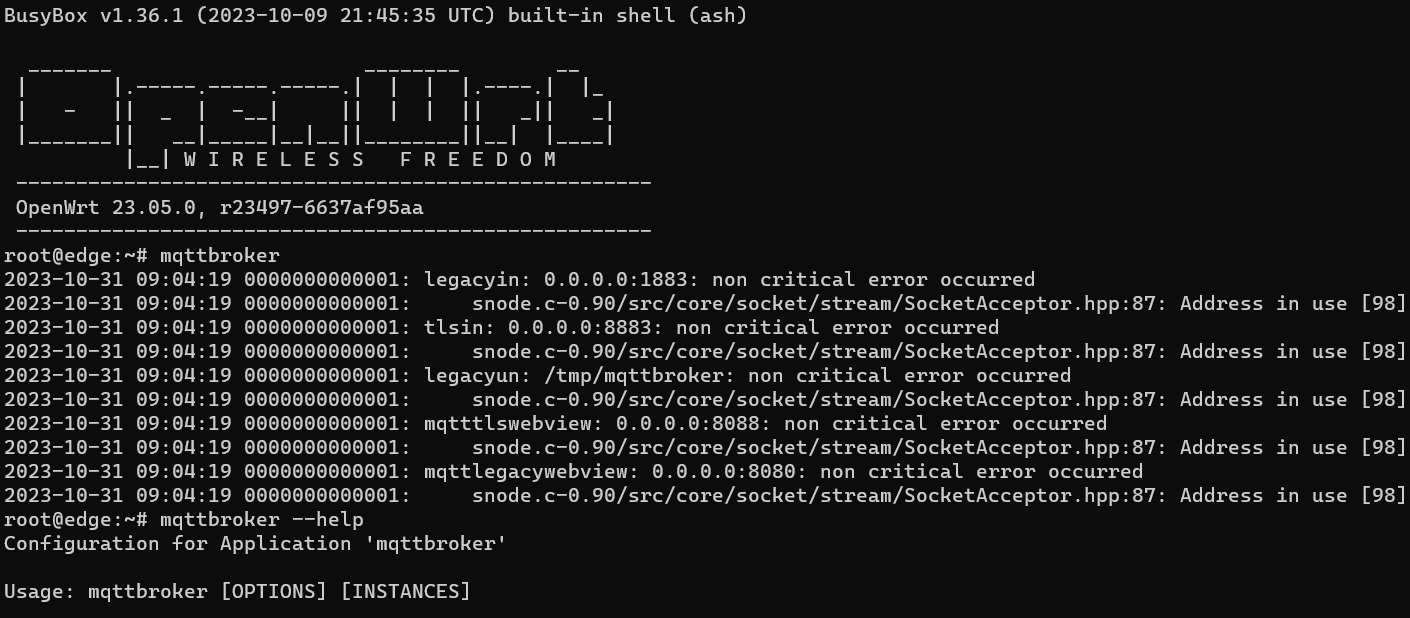 BusyBox v1.36.1 (2023-10-09 21:45:35 UTC) built-in shell (ash)
  _______                     ________        __
 |       |.-----.-----.-----.|  |  |  |.----.|  |_
 |   -   ||  _  |  -__|     ||  |  |  ||   _||   _|
 |_______||   __|_____|__|__||________||__|  |____|
          |__| W I R E L E S S   F R E E D O M
 -----------------------------------------------------
 OpenWrt 23.05.0, r23497-6637af95aa
 -----------------------------------------------------
root@edge:~# mqttbroker
2023-10-31 09:04:19 0000000000001: legacyin: 0.0.0.0:1883: non critical error occurred
2023-10-31 09:04:19 0000000000001:     snode.c-0.90/src/core/socket/stream/SocketAcceptor.hpp:87: Address in use [98]
2023-10-31 09:04:19 0000000000001: tlsin: 0.0.0.0:8883: non critical error occurred
2023-10-31 09:04:19 0000000000001:     snode.c-0.90/src/core/socket/stream/SocketAcceptor.hpp:87: Address in use [98]
2023-10-31 09:04:19 0000000000001: legacyun: /tmp/mqttbroker: non critical error occurred
2023-10-31 09:04:19 0000000000001:     snode.c-0.90/src/core/socket/stream/SocketAcceptor.hpp:87: Address in use [98]
2023-10-31 09:04:19 0000000000001: mqtttlswebview: 0.0.0.0:8088: non critical error occurred
2023-10-31 09:04:19 0000000000001:     snode.c-0.90/src/core/socket/stream/SocketAcceptor.hpp:87: Address in use [98]
2023-10-31 09:04:19 0000000000001: mqttlegacywebview: 0.0.0.0:8080: non critical error occurred
2023-10-31 09:04:19 0000000000001:     snode.c-0.90/src/core/socket/stream/SocketAcceptor.hpp:87: Address in use [98]
root@edge:~# mqttbroker --help
Configuration for Application 'mqttbroker'
Usage: mqttbroker [OPTIONS] [INSTANCES]